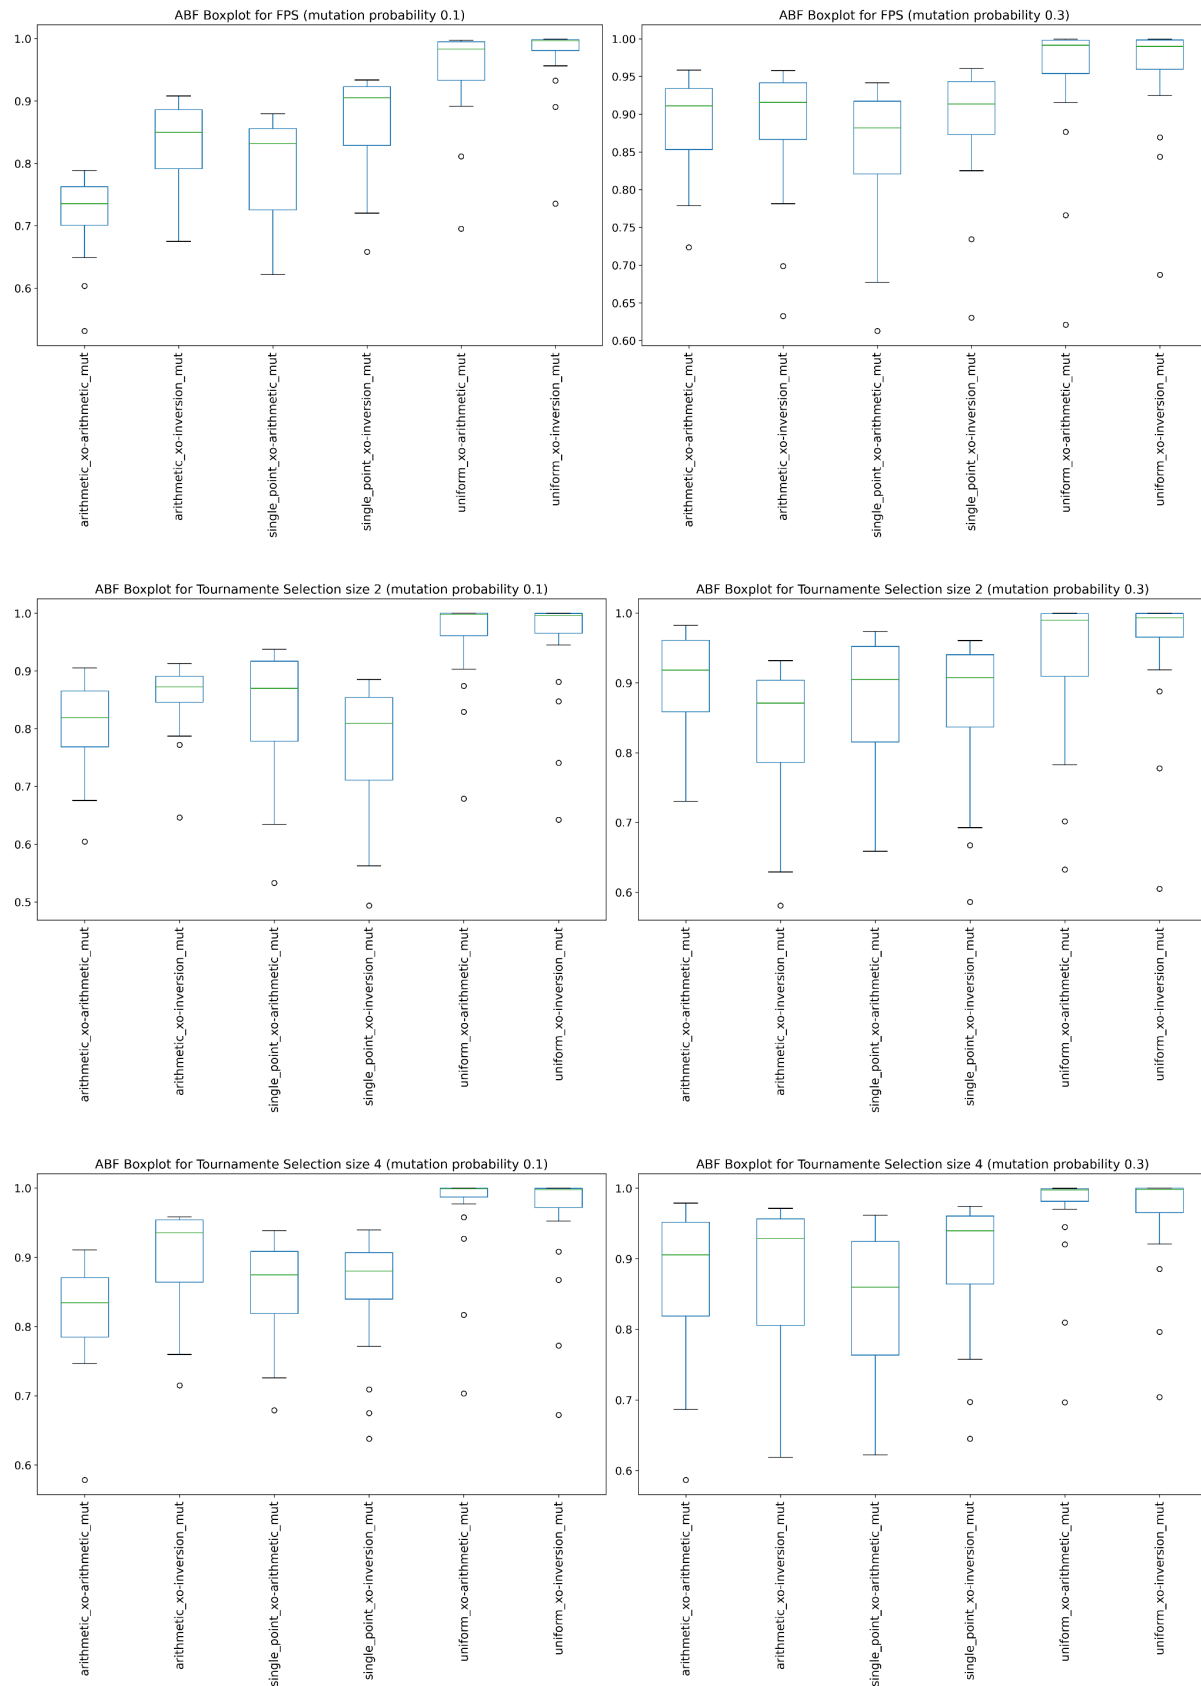 ABF Boxplot for FPS (mutation probability 0.1)
1.0
0.9
0.8
0.7
0.6
arithmetic_xo-arithmetic_mut
arithmetic_xo-inversion_mut
single_point_xo-arithmetic_mut
single_point_xo-inversion_mut
uniform_xo-arithmetic_mut
uniform_xo-inversion_mut
ABF Boxplot for FPS (mutation probability 0.3)
1.00
0.95
0.90
0.85
0.80
0.75
0.70
0.65
0.60
arithmetic_xo-arithmetic_mut
arithmetic_xo-inversion_mut
single_point_xo-arithmetic_mut
single_point_xo-inversion_mut
uniform_xo-arithmetic_mut
uniform_xo-inversion_mut
ABF Boxplot for Tournamente Selection size 2 (mutation probability 0.1)
1.0
0.9
0.8
0.7
0.6
0.5
arithmetic_xo-arithmetic_mut
arithmetic_xo-inversion_mut
single_point_xo-arithmetic_mut
single_point_xo-inversion_mut
uniform_xo-arithmetic_mut
uniform_xo-inversion_mut
ABF Boxplot for Tournamente Selection size 2 (mutation probability 0.3)
1.0
0.9
0.8
0.7
0.6
arithmetic_xo-arithmetic_mut
arithmetic_xo-inversion_mut
single_point_xo-arithmetic_mut
single_point_xo-inversion_mut
uniform_xo-arithmetic_mut
uniform_xo-inversion_mut
ABF Boxplot for Tournamente Selection size 4 (mutation probability 0.1)
1.0
0.9
0.8
0.7
0.6
arithmetic_xo-arithmetic_mut
arithmetic_xo-inversion_mut
single_point_xo-arithmetic_mut
single_point_xo-inversion_mut
uniform_xo-arithmetic_mut
uniform_xo-inversion_mut
ABF Boxplot for Tournamente Selection size 4 (mutation probability 0.3)
1.0
0.9
0.8
0.7
0.6
arithmetic_xo-arithmetic_mut
arithmetic_xo-inversion_mut
single_point_xo-arithmetic_mut
single_point_xo-inversion_mut
uniform_xo-arithmetic_mut
uniform_xo-inversion_mut